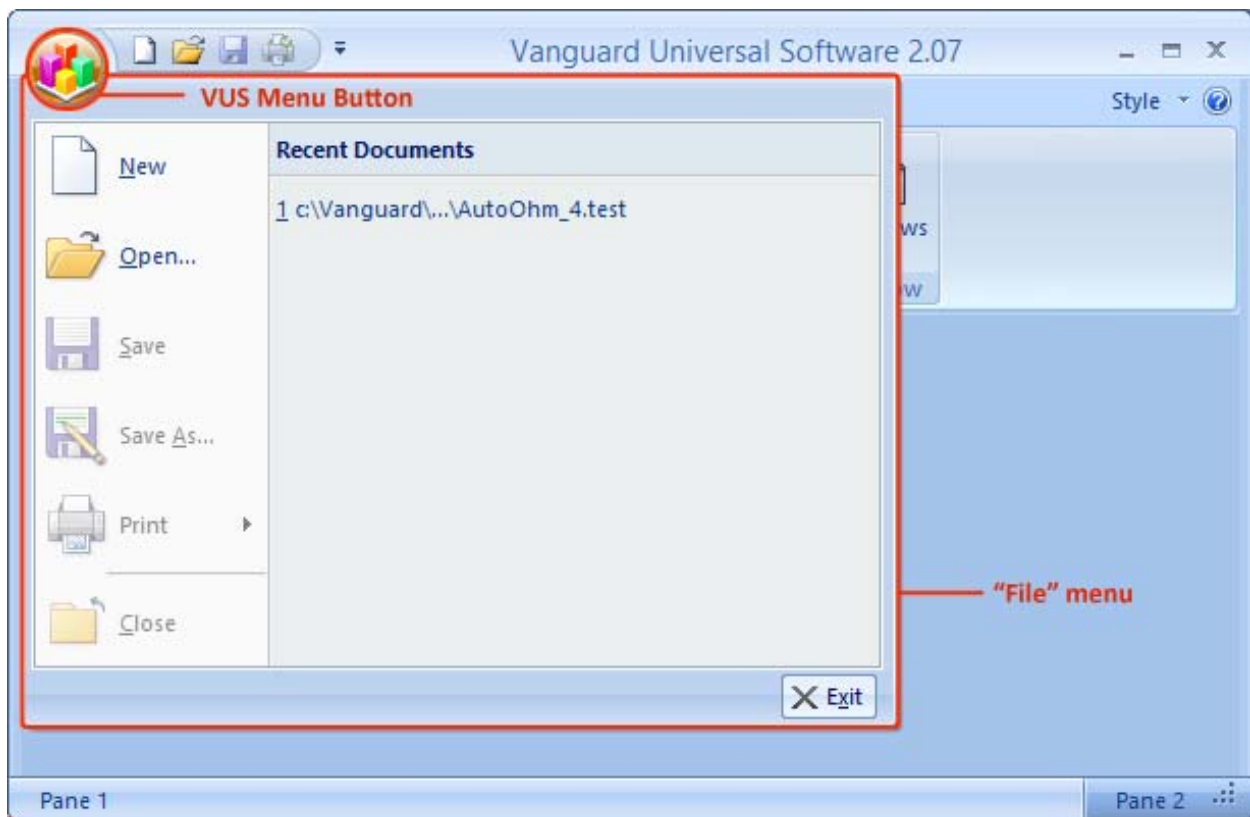 Vanguard Universal Software 2.07
VUS Menu Button
Style
New
Recent Documents
1 c:\Vanguard\...\AutoOhm_4.test
ws
Open...
ow
Save
Save As...
Print
"File" menu
Close
Exit
Pane 1
Pane 2